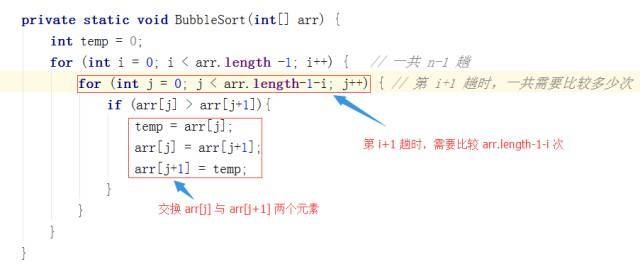 private static void BubbleSort(int[] arr) {
int temp = 0;
for (int i = 0; i < arr.length -1; i++) {   // 一共 n-1 趟
for (int j = 0; j < arr.length-1-i; j++) { // 第 i+1 趟时，一共需要比较多少次
if (arr[j] > arr[j+1]){
temp = arr[j];
arr[j] = arr[j+1];
arr[j+1] = temp;
第 i+1 趟时，需要比较 arr.length-1-i 次
}
交换 arr[j] 与 arr[j+1] 两个元素
}
}
}